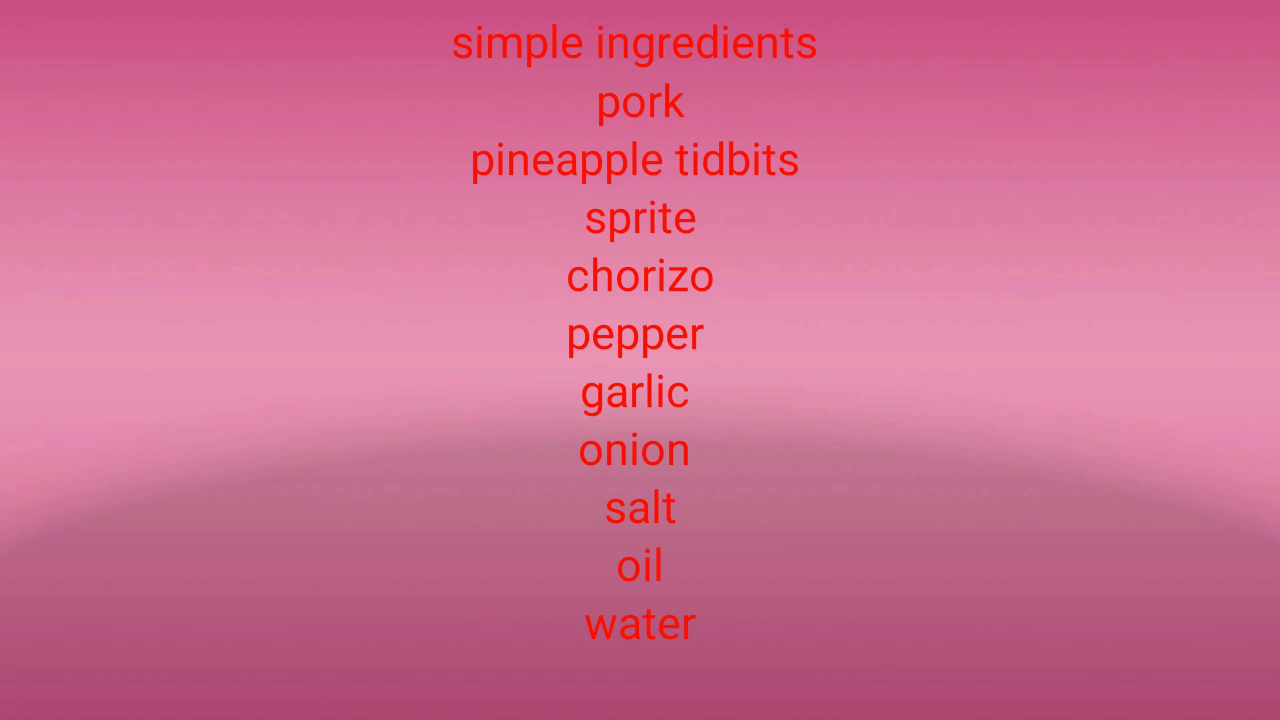 simple ingredients
pork
pineapple tidbits
sprite
chorizo
pepper
garlic
onion
salt
oil
water